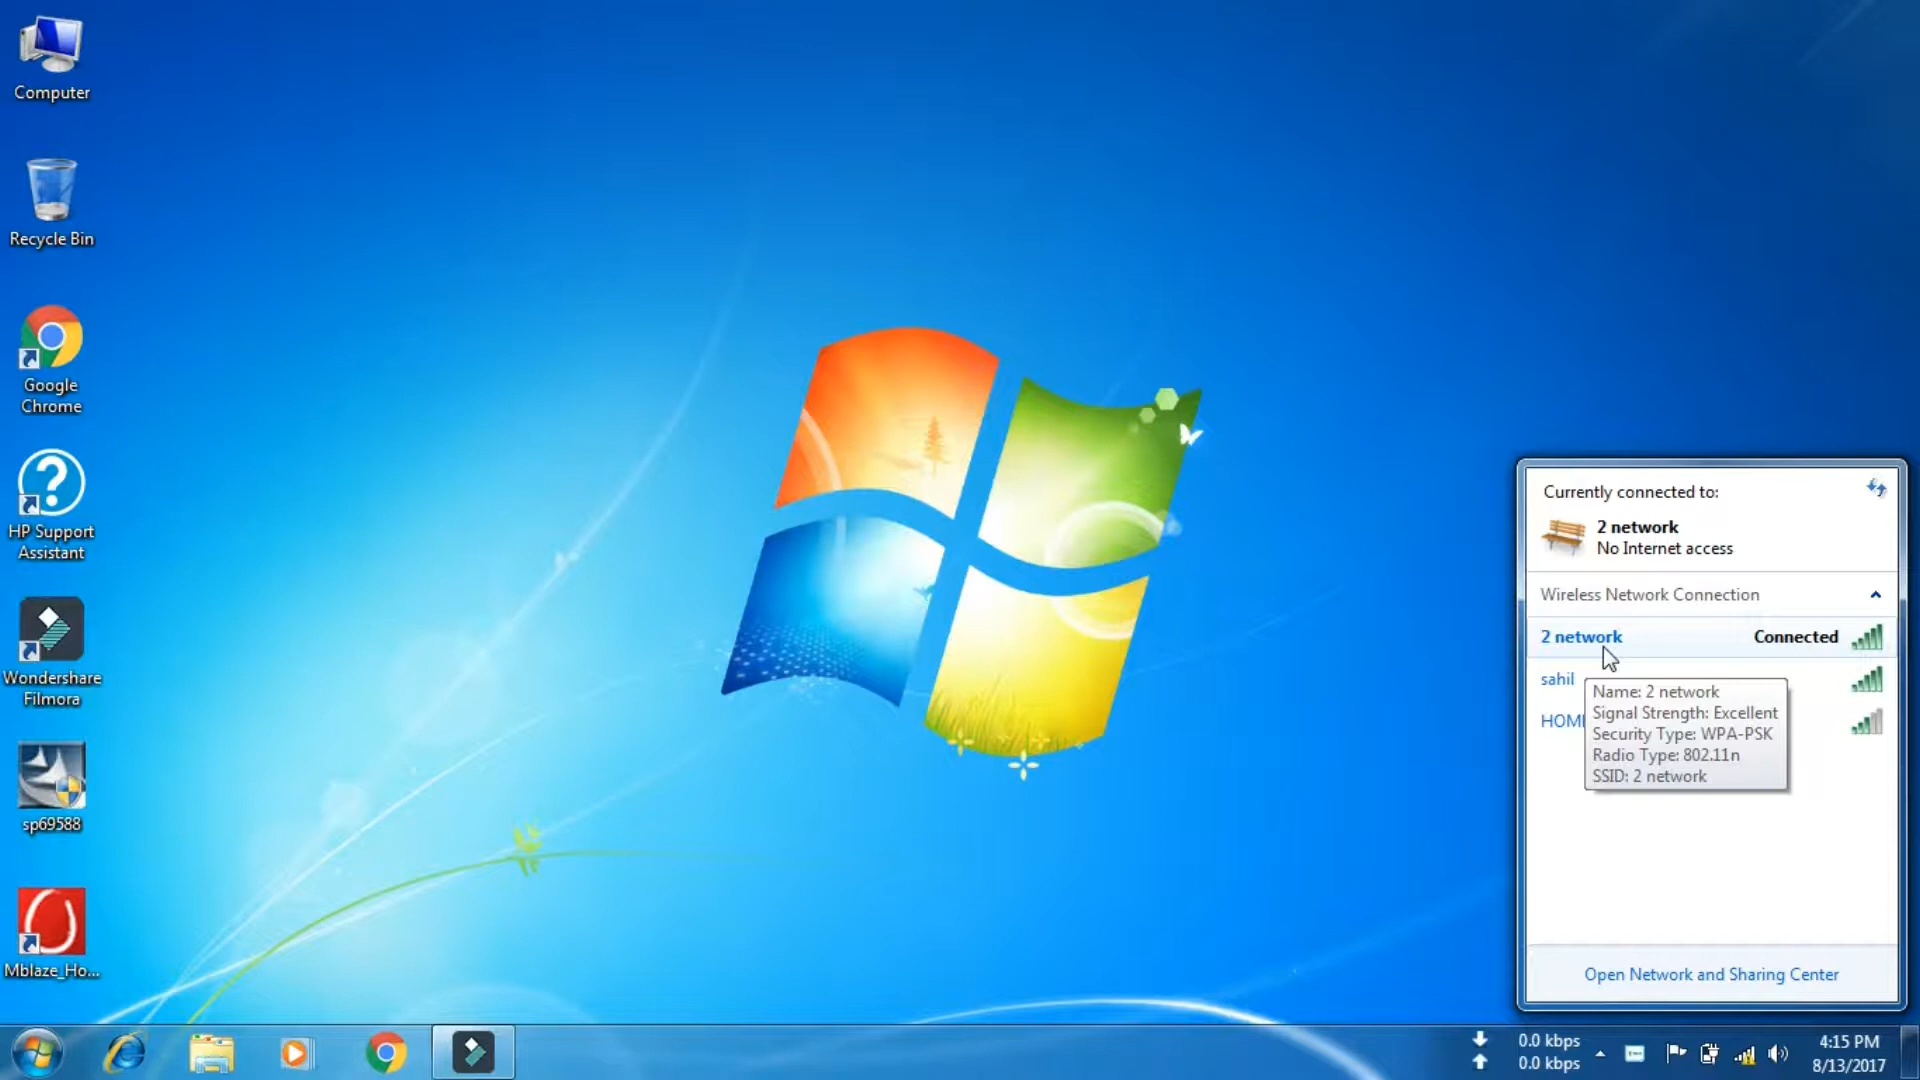 Computer
Recycle Bin
Google
Chrome
HP Support
Assistant
Wondershare
Filmora
sp69588
Mblaze_Ho...
Currently connected to:
2 network
No Internet access
Wireless Network Connection
2 network
Connected
sahil
Name: 2 network
Signal Strength: Excellent
Security Type: WPA-PSK
Radio Type: 802.11n
SSID: 2 network
Open Network and Sharing Center
0.0 kbps
0.0 kbps
4:15 PM
8/13/2017